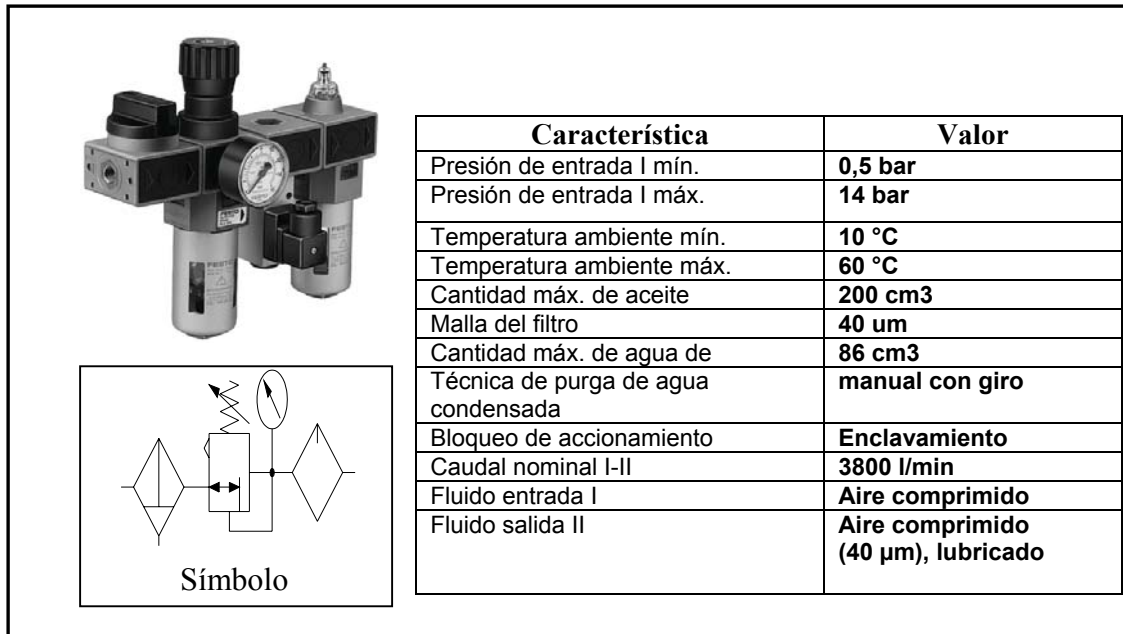 Característica Valor
Presión de entrada I mín. 0,5 bar
Presión de entrada I máx. 14 bar
Temperatura ambiente mín. 10 °C
Temperatura ambiente máx. 60 °C
Cantidad máx. de aceite 200 cm3
Malla del filtro 40 um
Cantidad máx. de agua de 86 cm3
Técnica de purga de agua manual con giro
condensada
Bloqueo de accionamiento Enclavamiento
Caudal nominal I-II 3800 l/min
Fluido entrada I Aire comprimido
Fluido salida II Aire comprimido
(40 µm), lubricado
Símbolo